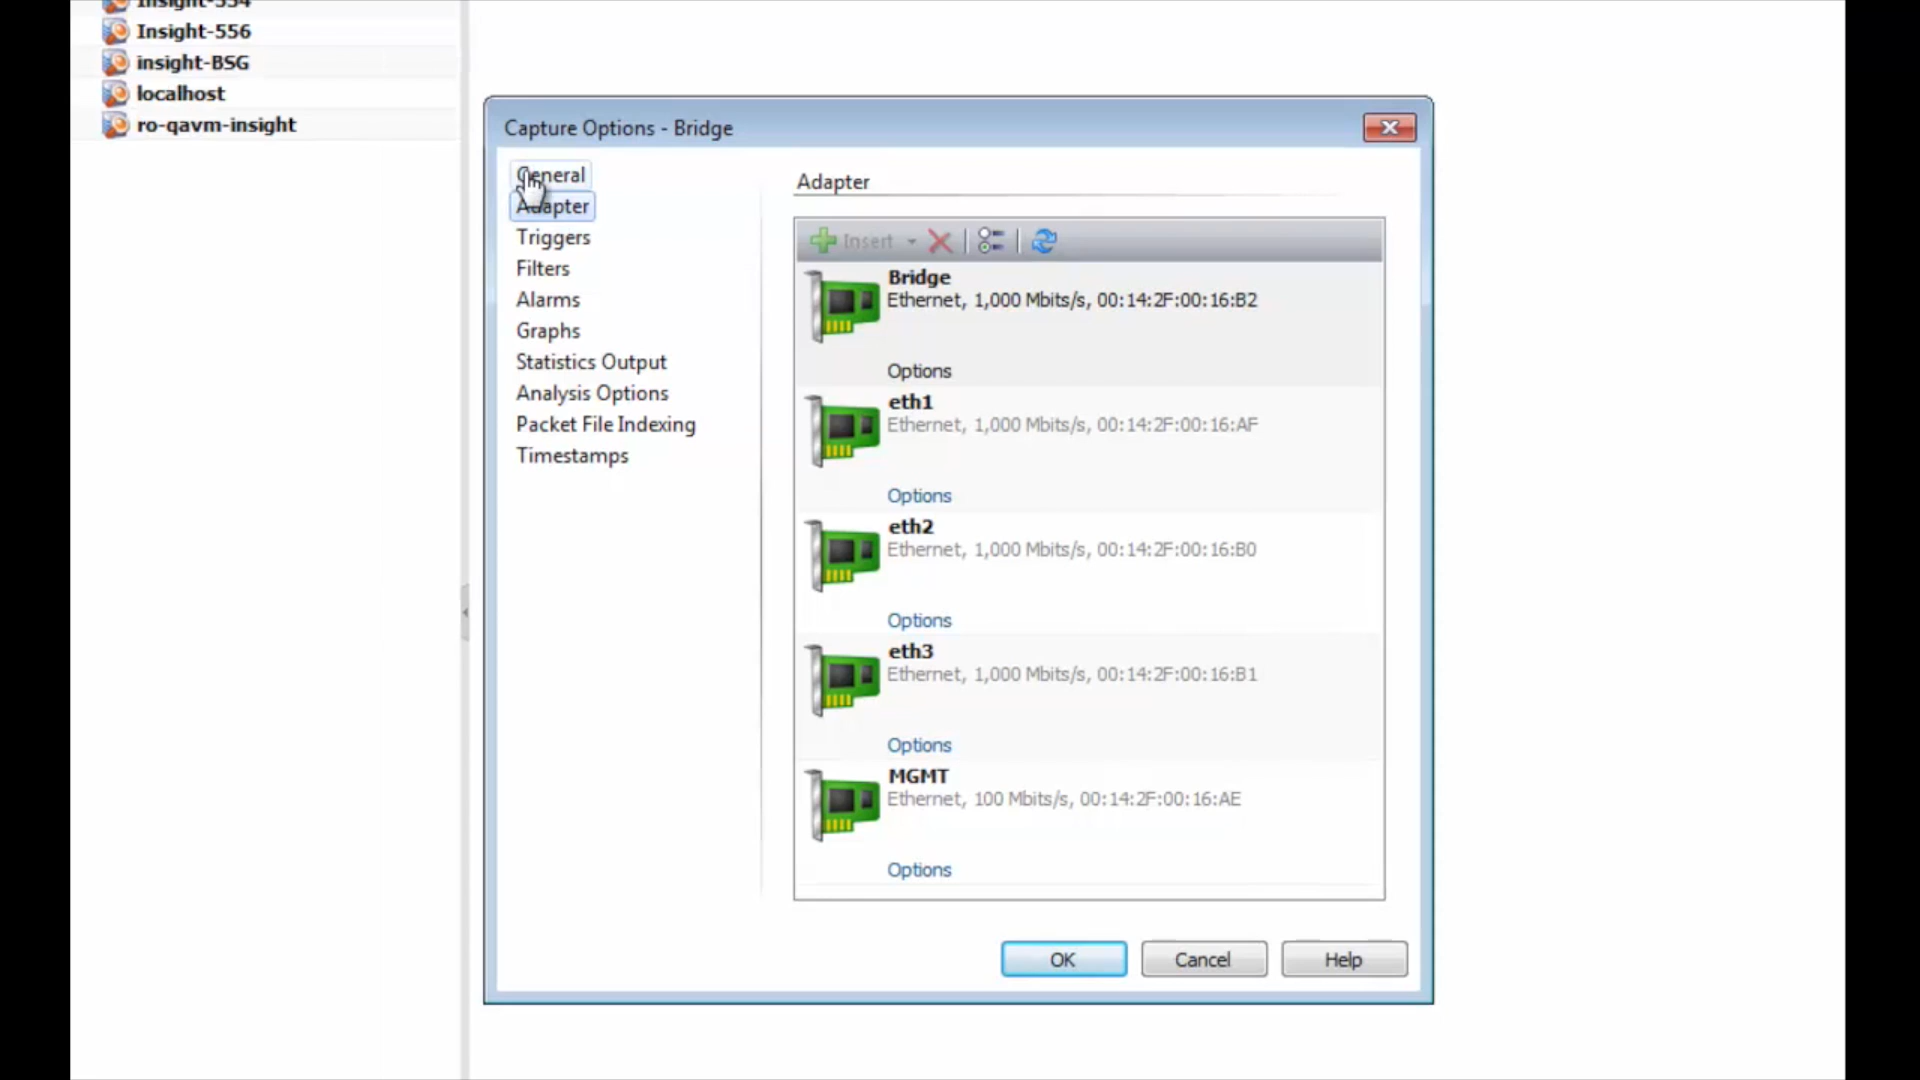 Insight-554
Insight-556
insight-BSG
localhost
ro-qavm-insight
Capture Options - Bridge
General
Adapter
Triggers
Filters
Alarms
Graphs
Statistics Output
Analysis Options
Packet File Indexing
Timestamps
Adapter
Insert
Bridge
Ethernet, 1,000 Mbits/s, 00:14:2F:00:16:B2
Options
eth1
Ethernet, 1,000 Mbits/s, 00:14:2F:00:16:AF
Options
eth2
Ethernet, 1,000 Mbits/s, 00:14:2F:00:16:B0
Options
eth3
Ethernet, 1,000 Mbits/s, 00:14:2F:00:16:B1
Options
MGMT
Ethernet, 100 Mbits/s, 00:14:2F:00:16:AE
Options
OK
Cancel
Help